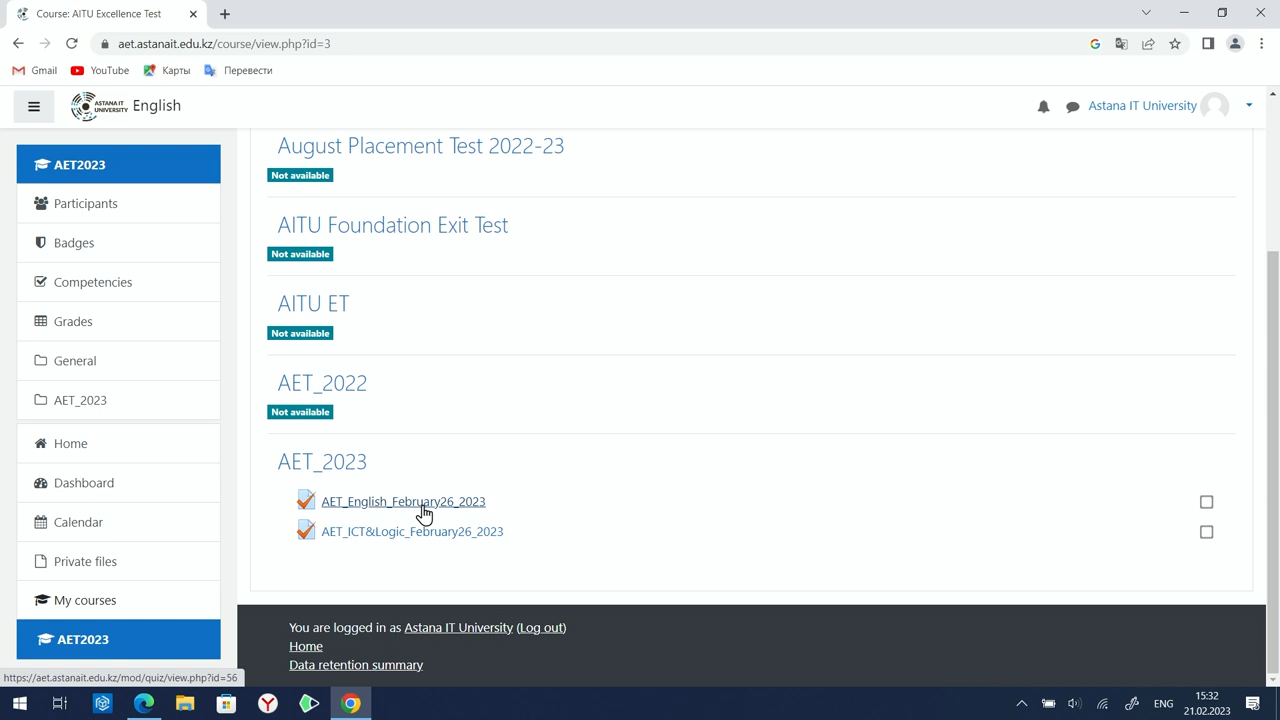 Course: AITU Excellence Test
aet.astanait.edu.kz/course/view.php?id=3
Gmail
YouTube
Карты
Перевести
ASTANA IT UNIVERSITY
English
Astana IT University
AET2023
Participants
Badges
Competencies
Grades
General
AET_2023
Home
Dashboard
Calendar
Private files
My courses
AET2023
August Placement Test 2022-23
Not available
AITU Foundation Exit Test
Not available
AITU ET
Not available
AET_2022
Not available
AET_2023
AET_English_February26_2023
AET_ICT&Logic_February26_2023
You are logged in as Astana IT University (Log out)
Home
Data retention summary
https://aet.astanait.edu.kz/mod/quiz/view.php?id=56
ENG
15:32
21.02.2023